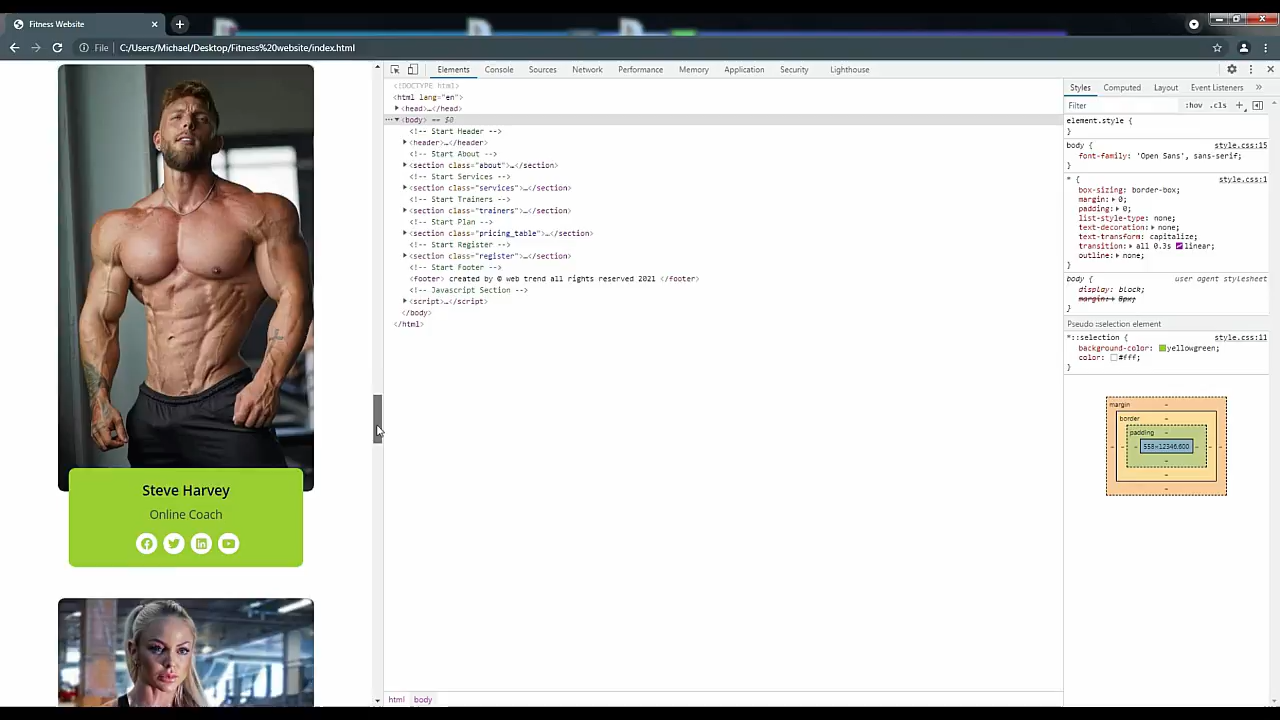 Fitness Website
File C:/Users/Michael/Desktop/Fitness%20website/index.html
Elements Console Sources Network Performance Memory Application Security Lighthouse
<!DOCTYPE html>
<html lang="en">
<head>…</head>
<body> == $0
<!-- Start Header -->
<header>…</header>
<!-- Start About -->
<section class="about">…</section>
<!-- Start Services -->
<section class="services">…</section>
<!-- Start Trainers -->
<section class="trainers">…</section>
<!-- Start Plan -->
<section class="pricing_table">…</section>
<!-- Start Register -->
<section class="register">…</section>
<!-- Start Footer -->
<footer> created by © web trend all rights reserved 2021 </footer>
<!-- Javascript Section -->
<script>…</script>
</body>
</html>
html body
Styles Computed Layout Event Listeners »
Filter :hov .cls +
element.style {
}
body { style.css:15
font-family: 'Open Sans', sans-serif;
}
* { style.css:1
box-sizing: border-box;
margin: 0;
padding: 0;
list-style-type: none;
text-decoration: none;
text-transform: capitalize;
transition: all 0.3s linear;
outline: none;
}
body { user agent stylesheet
display: block;
margin: 8px;
}
Pseudo ::selection element
*::selection { style.css:11
background-color: yellowgreen;
color: #fff;
}
margin -
border -
padding -
558×12346.600
Steve Harvey
Online Coach